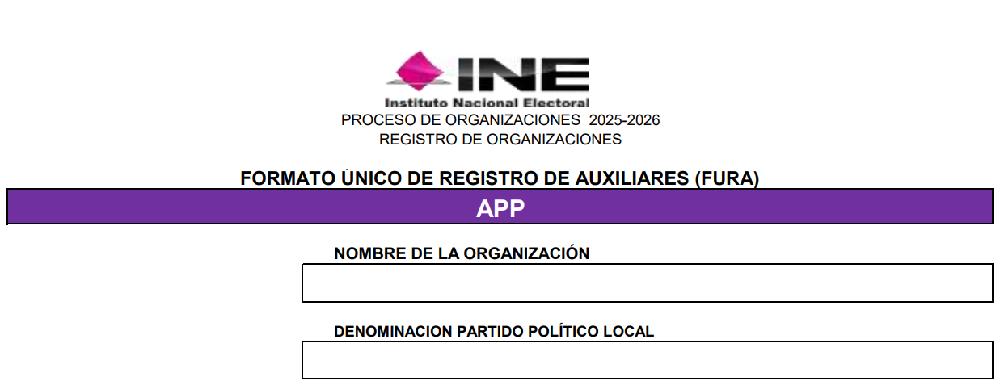 INE
Instituto Nacional Electoral
PROCESO DE ORGANIZACIONES 2025-2026
REGISTRO DE ORGANIZACIONES
FORMATO ÚNICO DE REGISTRO DE AUXILIARES (FURA)
APP
NOMBRE DE LA ORGANIZACIÓN
DENOMINACION PARTIDO POLÍTICO LOCAL